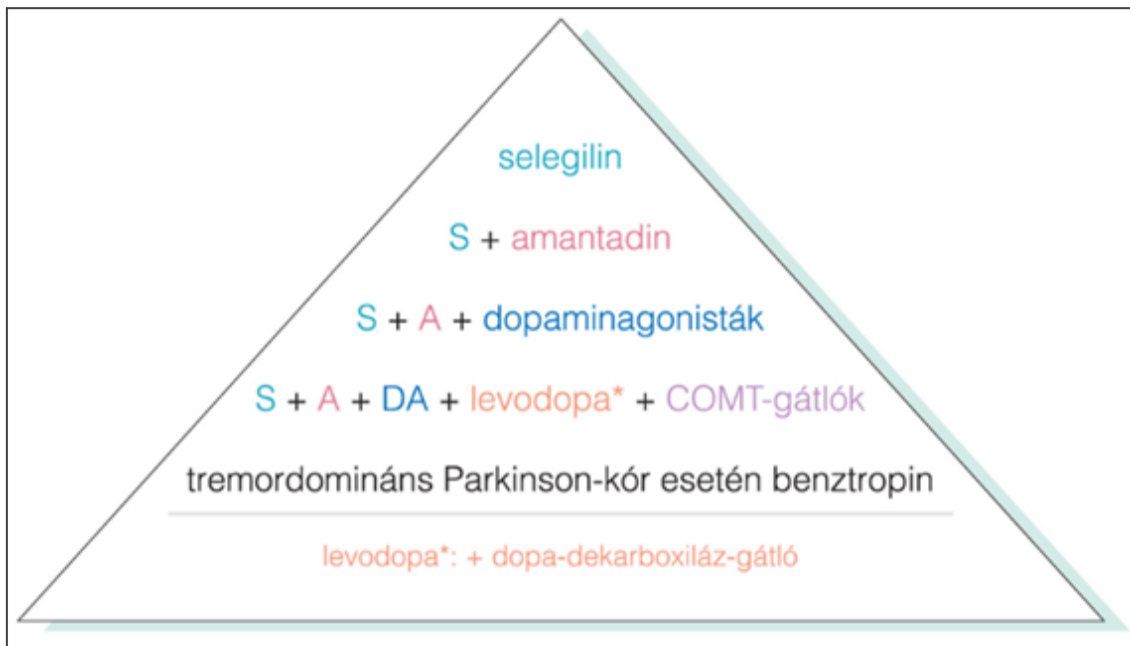 selegilin
S + amantadin
S + A + dopaminagonisták
S + A + DA + levodopa* + COMT-gátlók
tremordomináns Parkinson-kór esetén benztropin
levodopa*: + dopa-dekarboxiláz-gátló